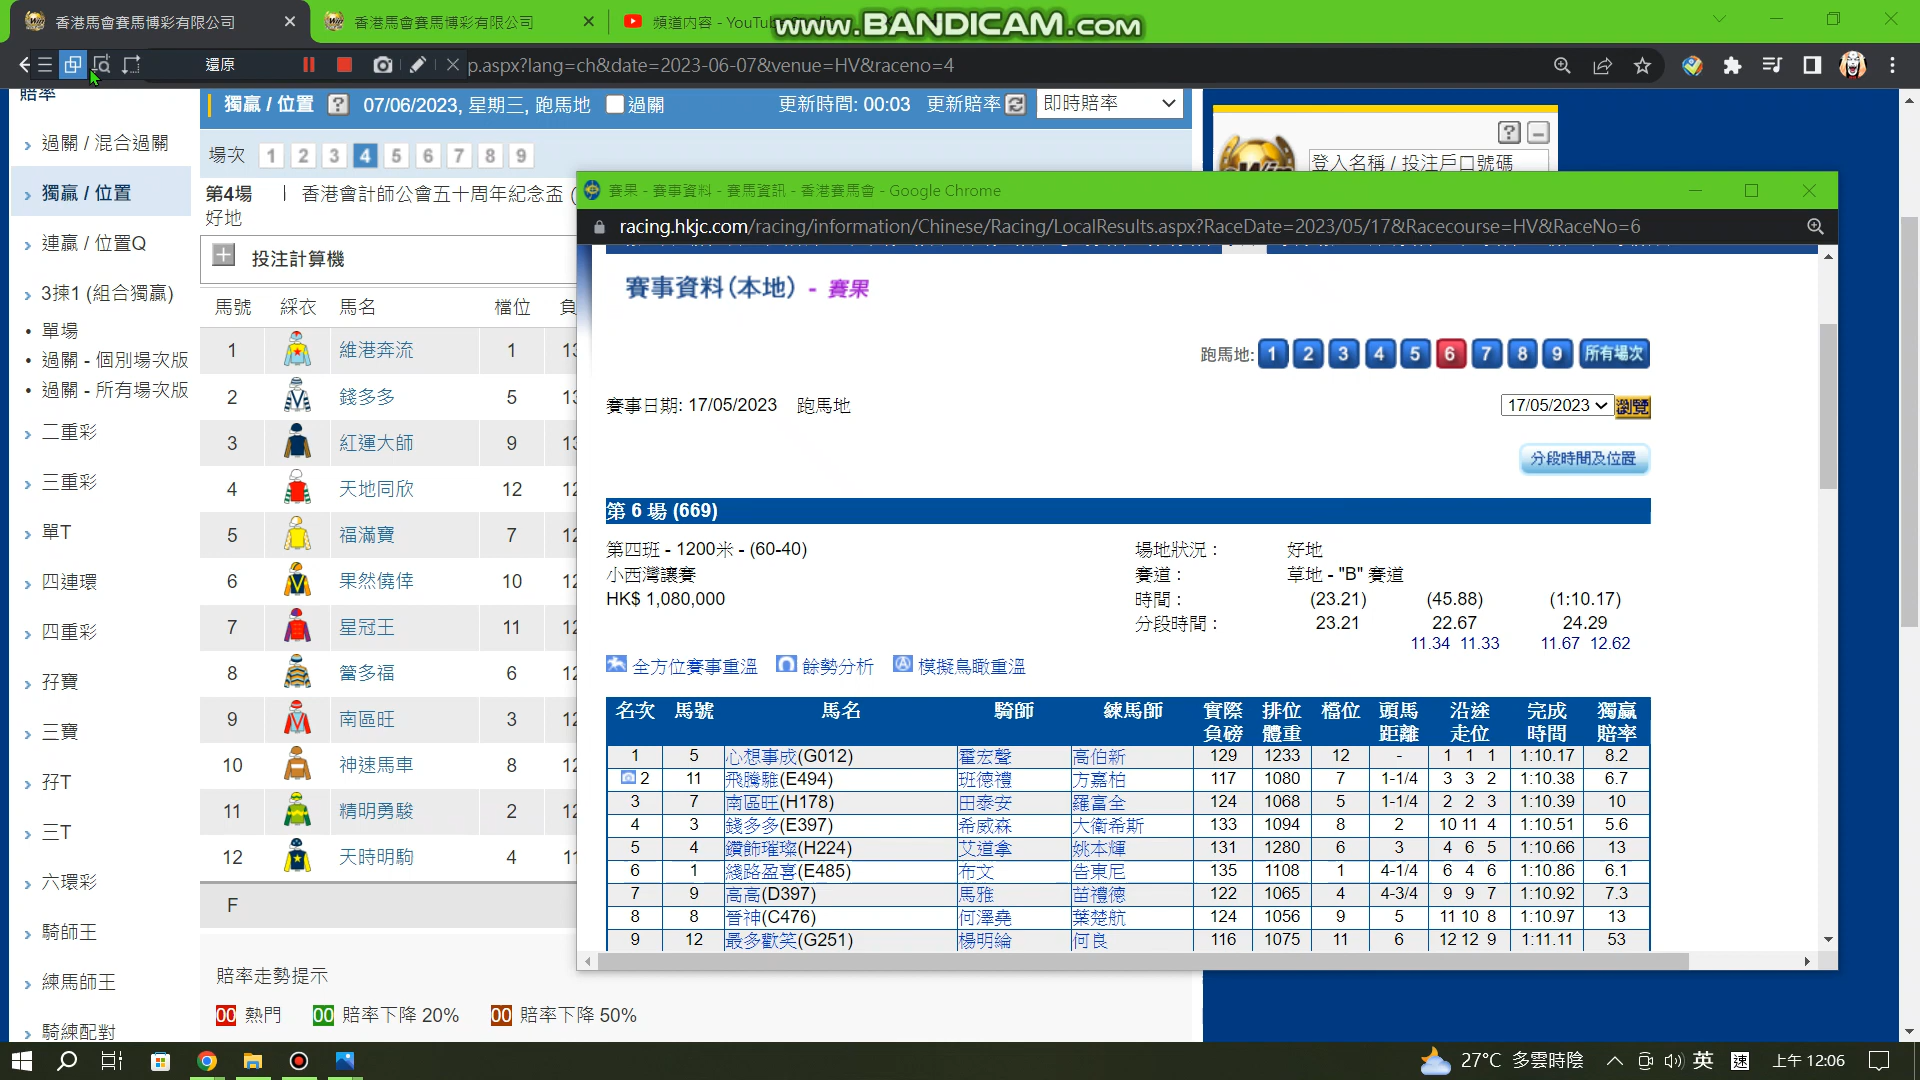 香港馬會賽馬博彩有限公司
香港馬會賽馬博彩有限公司
頻道內容 - YouTube
www.BANDICAM.com
還原
p.aspx?lang=ch&date=2023-06-07&venue=HV&raceno=4
賠率
過關 / 混合過關
獨贏 / 位置
連贏 / 位置Q
3揀1 (組合獨贏)
單場
過關 - 個別場次版
過關 - 所有場次版
二重彩
三重彩
單T
四連環
四重彩
孖寶
三寶
孖T
三T
六環彩
騎師王
練馬師王
騎練配對
獨贏 / 位置 07/06/2023, 星期三, 跑馬地 過關 更新時間: 00:03 更新賠率 即時賠率
場次 1 2 3 4 5 6 7 8 9
第4場 | 香港會計師公會五十周年紀念盃 (
好地
投注計算機
馬號 綵衣 馬名 檔位 負
1 維港奔流 1 13
2 錢多多 5 13
3 紅運大師 9 13
4 天地同欣 12 12
5 福滿寶 7 12
6 果然僥倖 10 12
7 星冠王 11 12
8 당多福 6 12
9 南區旺 3 12
10 神速馬車 8 12
11 精明勇駿 2 12
12 天時明駒 4 11
F
賠率走勢提示
00 熱門 00 賠率下降 20% 00 賠率下降 50%
登入名稱 / 投注戶口號碼
賽果 - 賽事資料 - 賽馬資訊 - 香港賽馬會 - Google Chrome
racing.hkjc.com/racing/information/Chinese/Racing/LocalResults.aspx?RaceDate=2023/05/17&Racecourse=HV&RaceNo=6
賽事資料(本地) - 賽果
跑馬地: 1 2 3 4 5 6 7 8 9 所有場次
賽事日期: 17/05/2023 跑馬地
17/05/2023 瀏覽
分段時間及位置
第 6 場 (669)
第四班 - 1200米 - (60-40) 場地狀況 : 好地
小西灣讓賽 賽道 : 草地 - "B" 賽道
HK$ 1,080,000 時間 : (23.21) (45.88) (1:10.17)
分段時間 : 23.21 22.67 24.29
11.34 11.33 11.67 12.62
全方位賽事重溫 餘勢分析 模擬鳥瞰重溫
名次 馬號 馬名 騎師 練馬師 實際負磅 排位體重 檔位 頭馬距離 沿途走位 完成時間 獨贏賠率
1 5 心想事成(G012) 霍宏聲 高伯新 129 1233 12 - 1 1 1 1:10.17 8.2
2 11 飛騰騅(E494) 班德禮 方嘉柏 117 1080 7 1-1/4 3 3 2 1:10.38 6.7
3 7 南區旺(H178) 田泰安 羅富全 124 1068 5 1-1/4 2 2 3 1:10.39 10
4 3 錢多多(E397) 希威森 大衛希斯 133 1094 8 2 10 11 4 1:10.51 5.6
5 4 鑽飾璀璨(H224) 艾道拿 姚本輝 131 1280 6 3 4 6 5 1:10.66 13
6 1 綫路盈喜(E485) 布文 告東尼 135 1108 1 4-1/4 6 4 6 1:10.86 6.1
7 9 高高(D397) 馬雅 苗禮德 122 1065 4 4-3/4 9 9 7 1:10.92 7.3
8 8 晉神(C476) 何澤堯 葉楚航 124 1056 9 5 11 10 8 1:10.97 13
9 12 最多歡笑(G251) 楊明綸 何良 116 1075 11 6 12 12 9 1:11.11 53
27°C 多雲時陰 英 速 上午 12:06